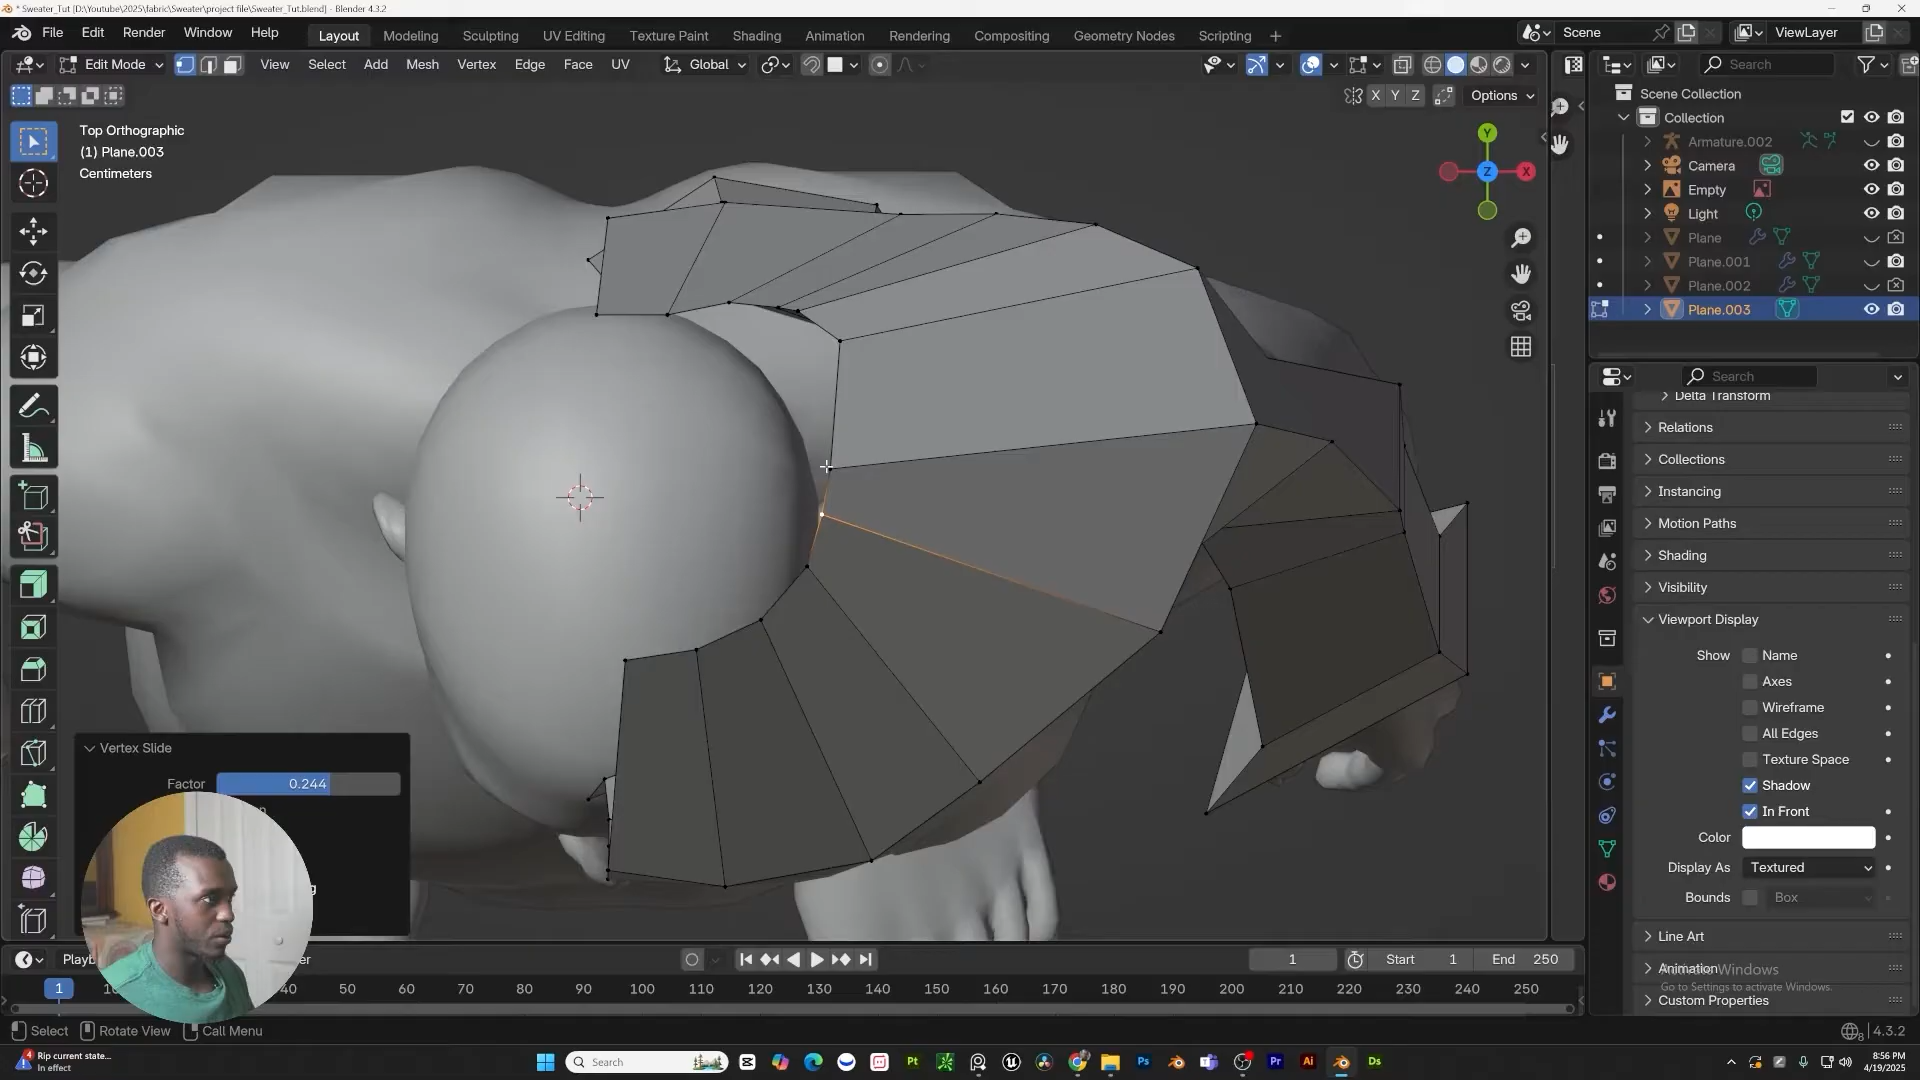 * Sweater_Tut [D:\Youtube\2025\fabric\Sweater\project file\Sweater_Tut.blend] - Blender 4.3.2
File Edit Render Window Help Layout Modeling Sculpting UV Editing Texture Paint Shading Animation Rendering Compositing Geometry Nodes Scripting Scene ViewLayer
Edit Mode View Select Add Mesh Vertex Edge Face UV Global Search
X Y Z Options
Scene Collection
Collection
Armature.002
Camera
Empty
Light
Plane
Plane.001
Plane.002
Plane.003
Top Orthographic
(1) Plane.003
Centimeters
Y
Z X
Search
Delta Transform
Relations
Collections
Instancing
Motion Paths
Shading
Visibility
Viewport Display
Show Name
Axes
Wireframe
All Edges
Texture Space
Shadow
In Front
Color
Display As Textured
Bounds Box
Line Art
Animation
Custom Properties
Activate Windows
Go to Settings to activate Windows.
Vertex Slide
Factor 0.244
1 Start 1 End 250
1 40 50 60 70 80 90 100 110 120 130 140 150 160 170 180 190 200 210 220 230 240 250
Select Rotate View Call Menu 4.3.2
Rip current state...
In effect
Search
8:56 PM
4/19/2025